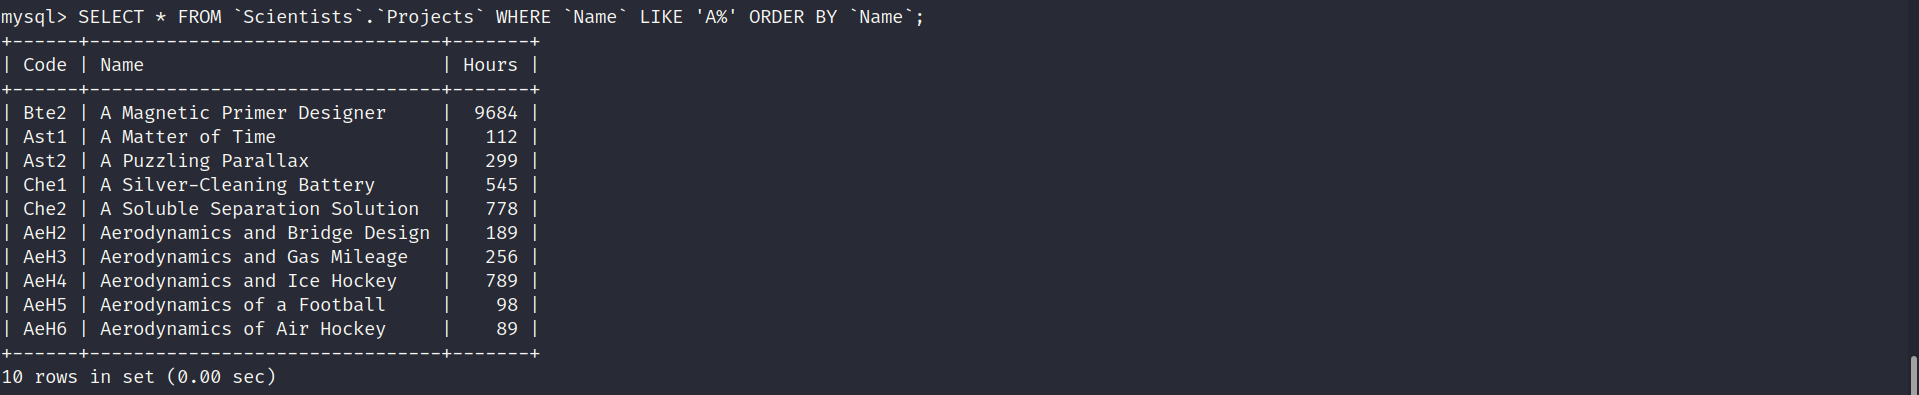 mysql> SELECT * FROM `Scientists`.`Projects` WHERE `Name` LIKE 'A%' ORDER BY `Name`;
+------+--------------------------------+-------+
| Code | Name                           | Hours |
+------+--------------------------------+-------+
| Bte2 | A Magnetic Primer Designer     |  9684 |
| Ast1 | A Matter of Time               |   112 |
| Ast2 | A Puzzling Parallax            |   299 |
| Che1 | A Silver-Cleaning Battery      |   545 |
| Che2 | A Soluble Separation Solution  |   778 |
| AeH2 | Aerodynamics and Bridge Design |   189 |
| AeH3 | Aerodynamics and Gas Mileage   |   256 |
| AeH4 | Aerodynamics and Ice Hockey    |   789 |
| AeH5 | Aerodynamics of a Football     |    98 |
| AeH6 | Aerodynamics of Air Hockey     |    89 |
+------+--------------------------------+-------+
10 rows in set (0.00 sec)